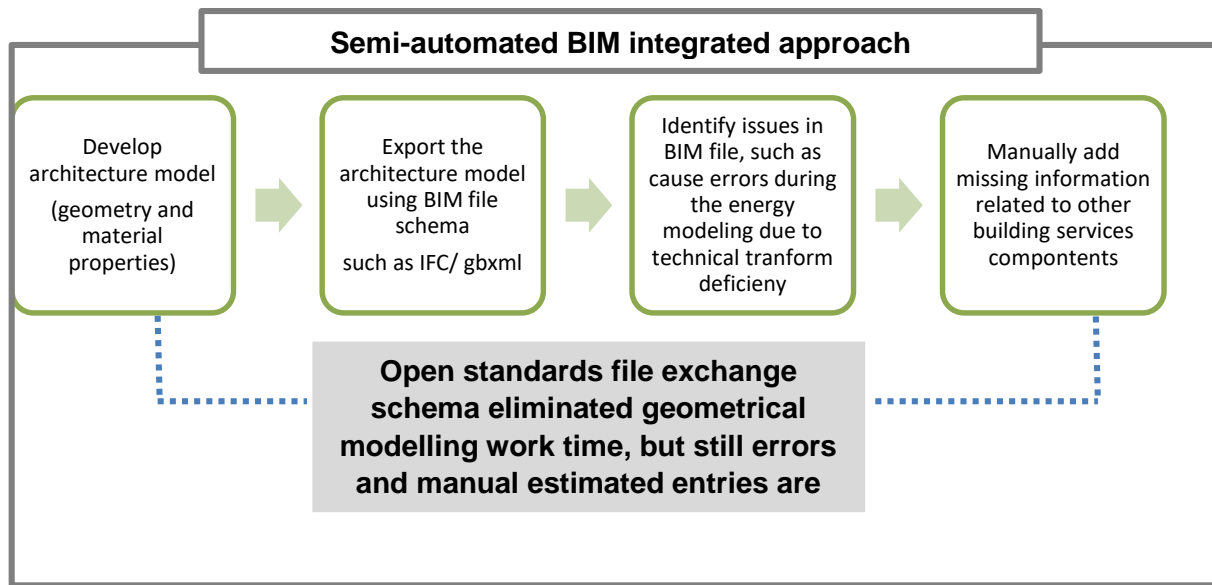 Semi-automated BIM integrated approach
Develop
architecture model
(geometry and
material
properties)
Export the
architecture model
using BIM file
schema
such as IFC/ gbxml
Identify issues in
BIM file, such as
cause errors during
the energy
modeling due to
technical tranform
deficieny
Manually add
missing information
related to other
building services
compontents
Open standards file exchange
schema eliminated geometrical
modelling work time, but still errors
and manual estimated entries are